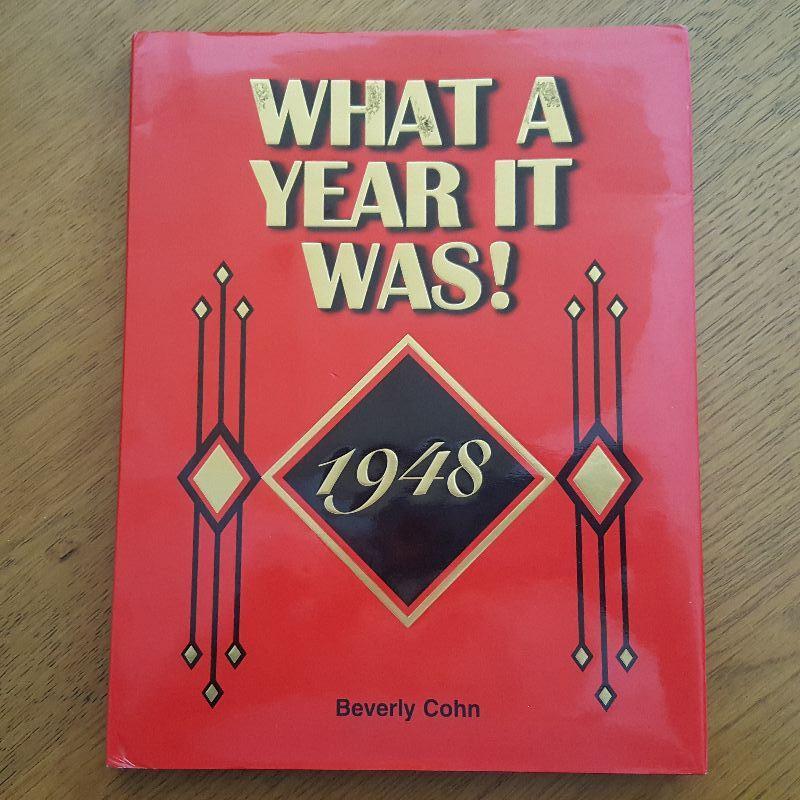 WHAT A
YEAR IT
WAS!
1948
Beverly Cohn